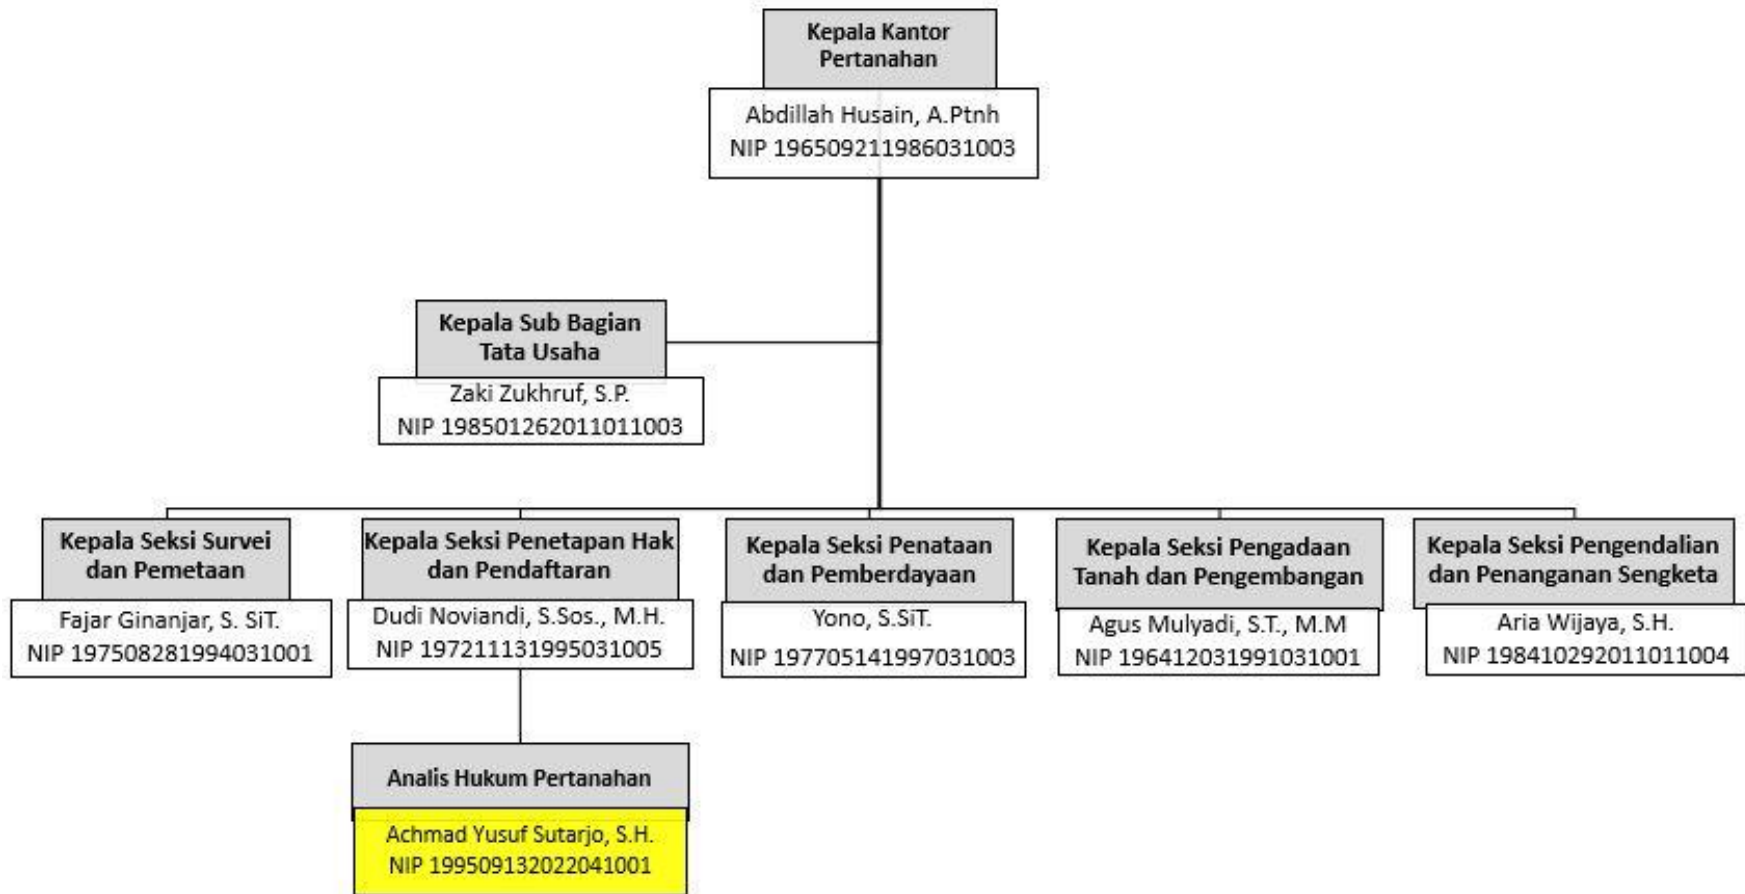 Kepala Kantor
Pertanahan
Abdillah Husain, A.Ptnh
NIP 196509211986031003
Kepala Sub Bagian
Tata Usaha
Zaki Zukhruf, S.P.
NIP 198501262011011003
Kepala Seksi Survei
dan Pemetaan
Fajar Ginanjar, S. SiT.
NIP 197508281994031001
Kepala Seksi Penetapan Hak
dan Pendaftaran
Dudi Noviandi, S.Sos., M.H.
NIP 197211131995031005
Kepala Seksi Penataan
dan Pemberdayaan
Yono, S.SiT.
NIP 197705141997031003
Kepala Seksi Pengadaan
Tanah dan Pengembangan
Agus Mulyadi, S.T., M.M
NIP 196412031991031001
Kepala Seksi Pengendalian
dan Penanganan Sengketa
Aria Wijaya, S.H.
NIP 198410292011011004
Analis Hukum Pertanahan
Achmad Yusuf Sutarjo, S.H.
NIP 199509132022041001